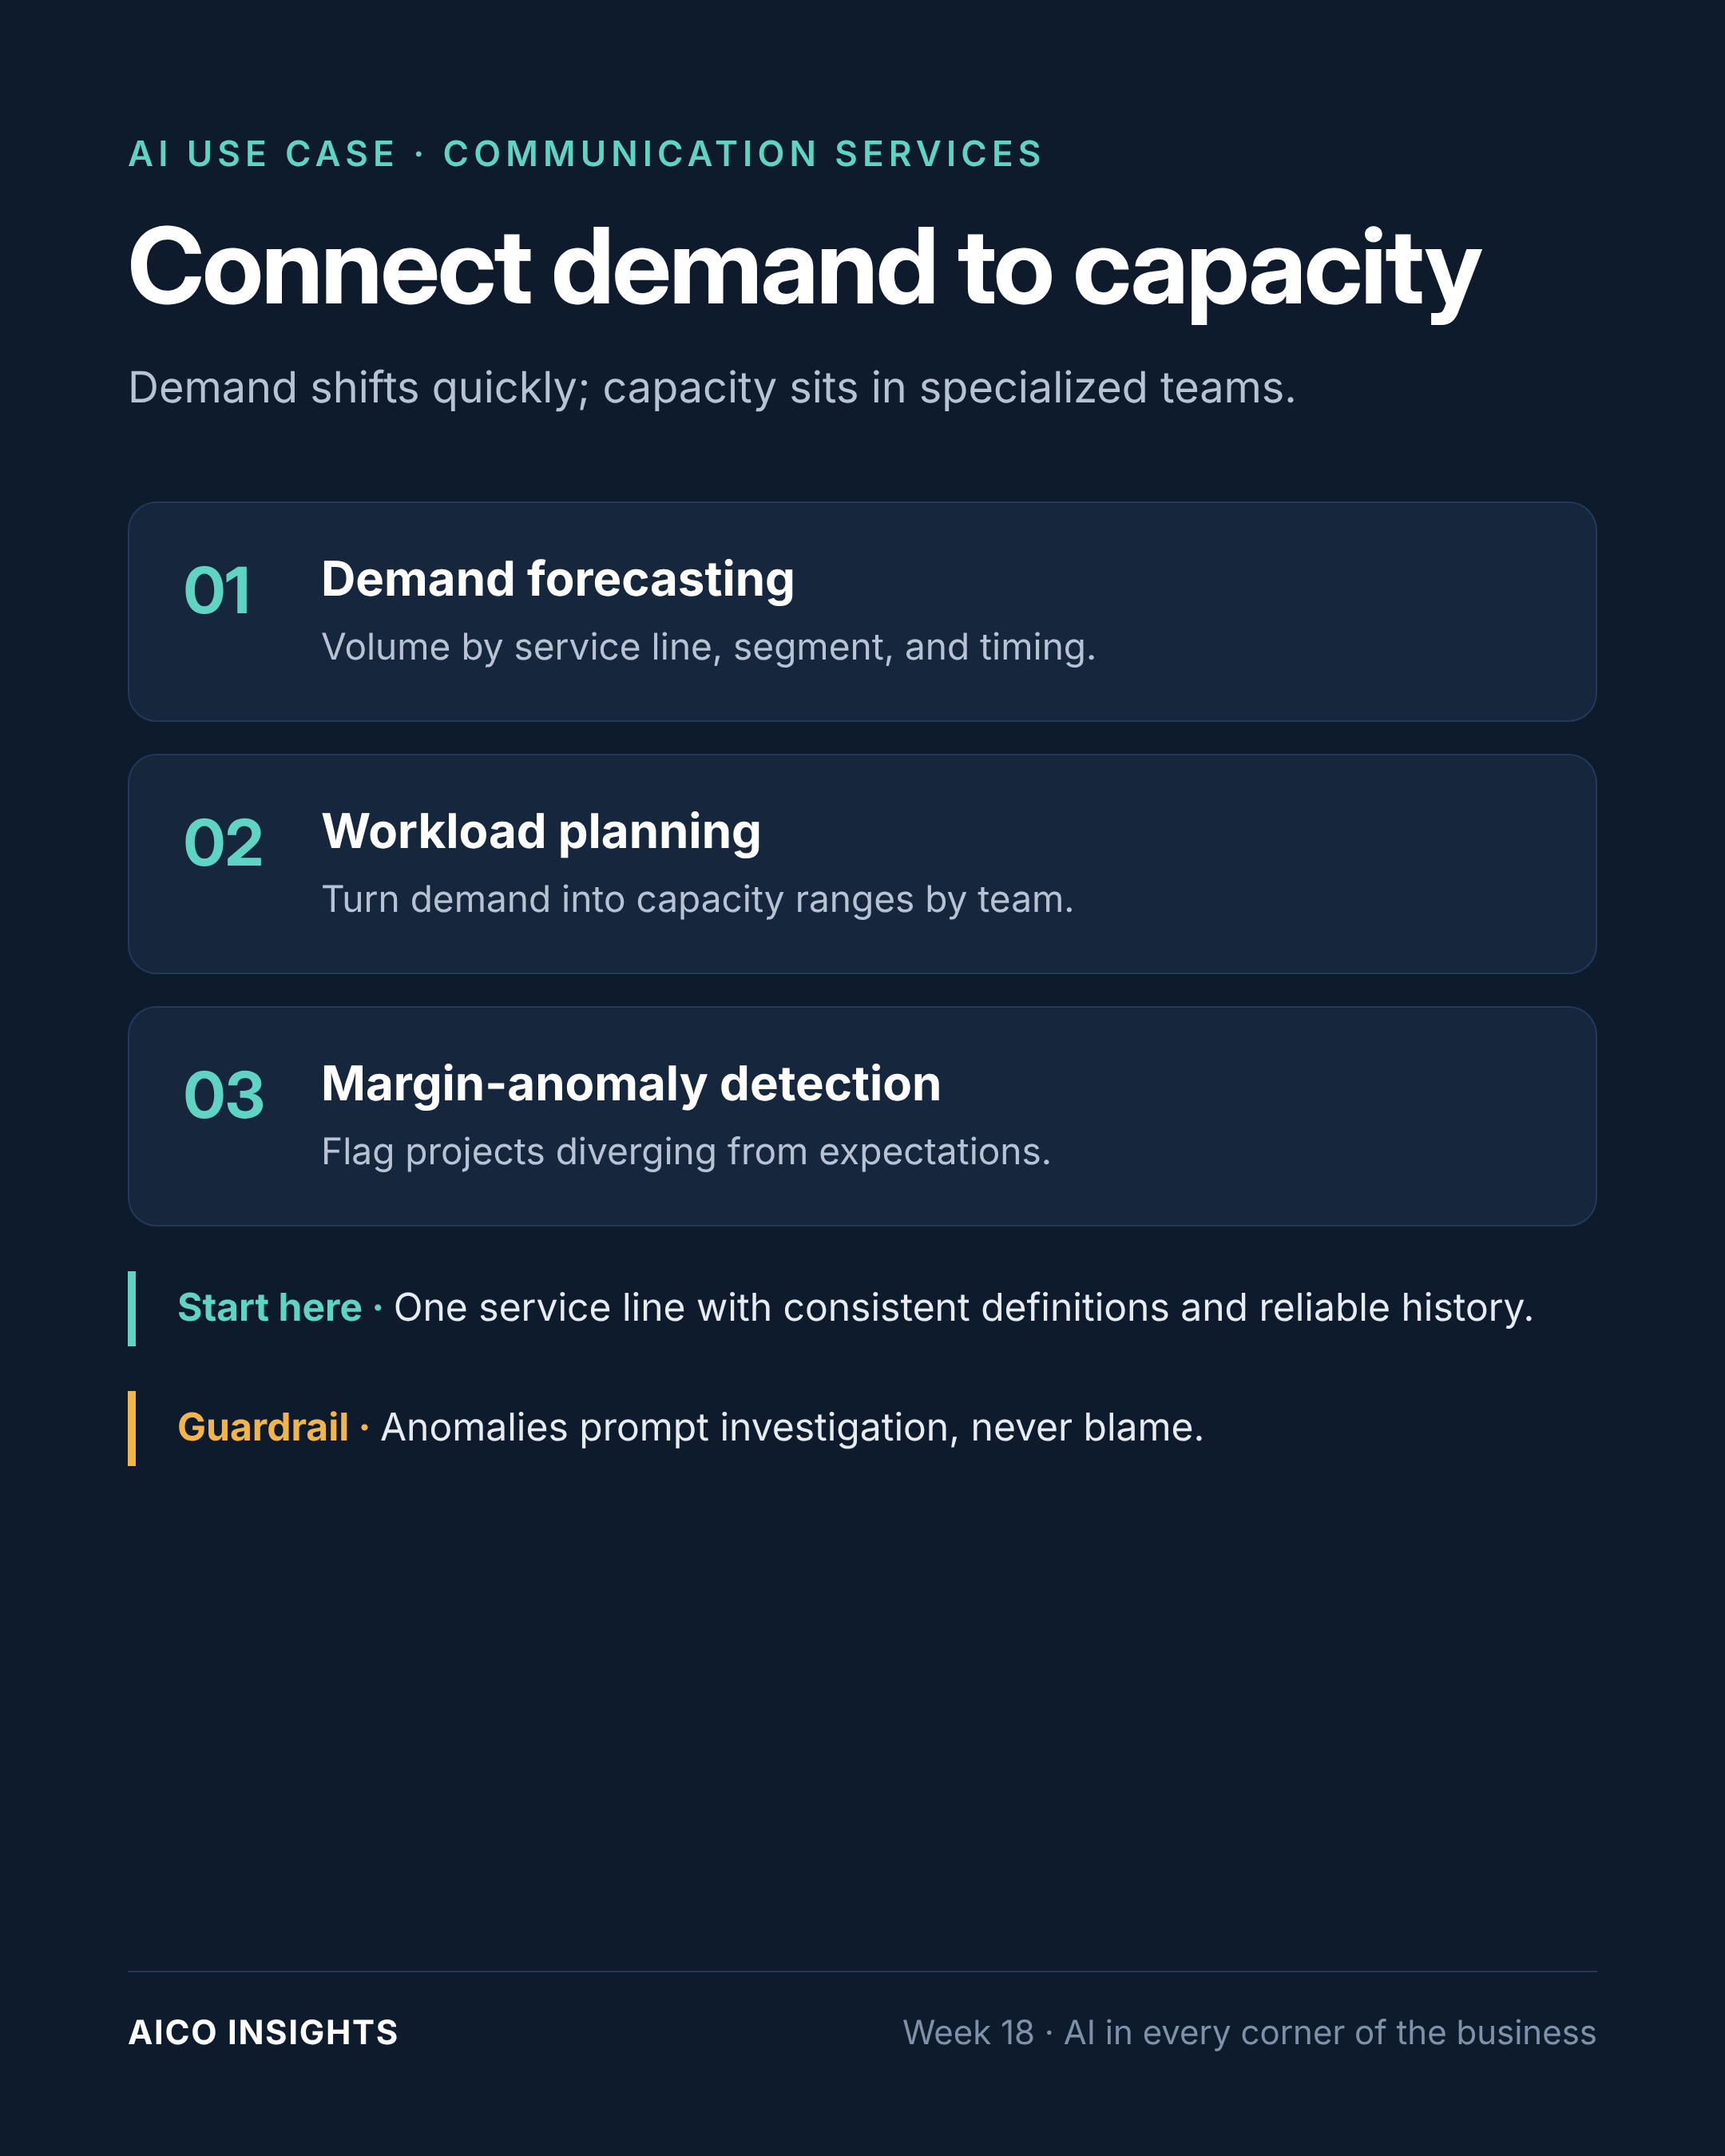 AI USE CASE · COMMUNICATION SERVICES
Connect demand to capacity
Demand shifts quickly; capacity sits in specialized teams.
01
Demand forecasting
Volume by service line, segment, and timing.
02
Workload planning
Turn demand into capacity ranges by team.
03
Margin-anomaly detection
Flag projects diverging from expectations.
Start here · One service line with consistent definitions and reliable history.
Guardrail · Anomalies prompt investigation, never blame.
AICO INSIGHTS
Week 18 · AI in every corner of the business